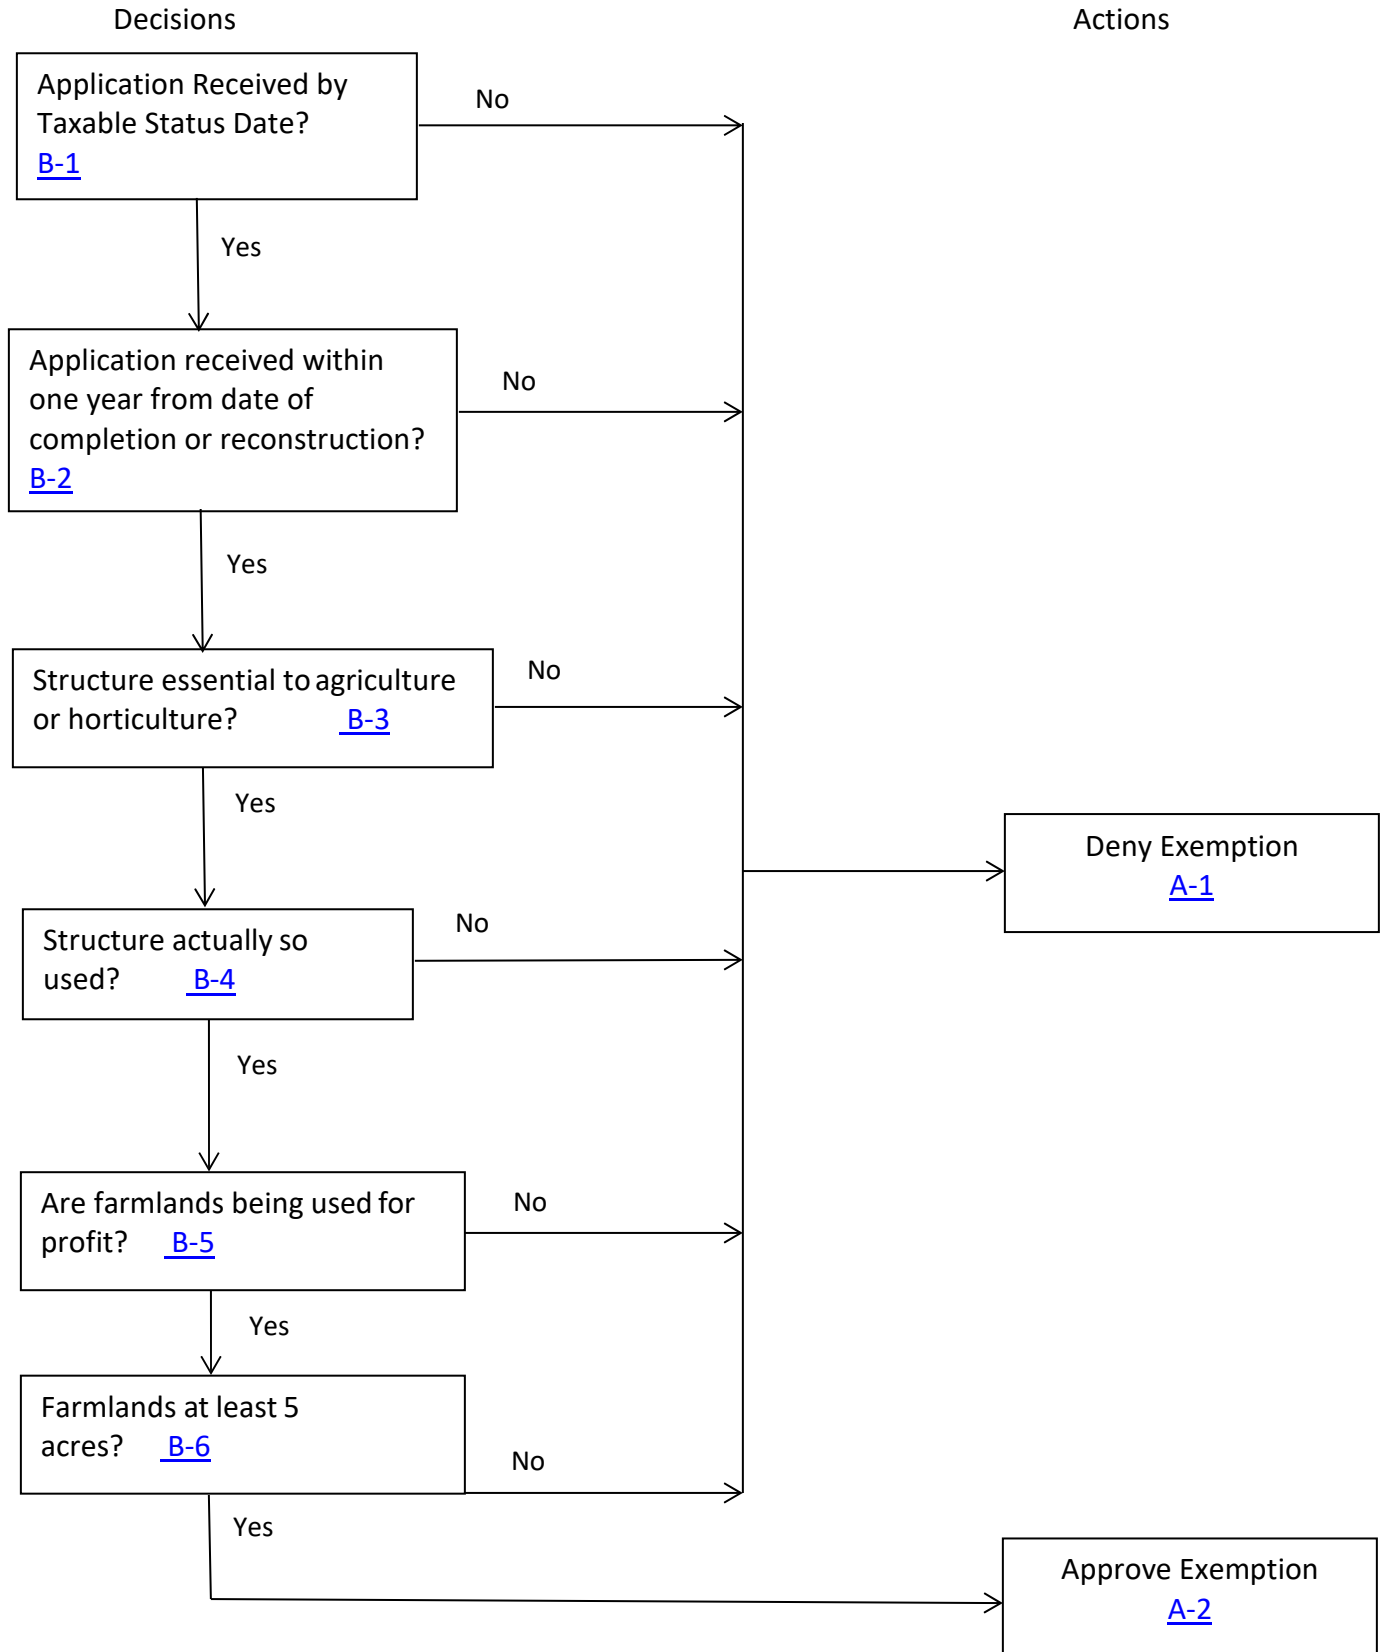 Decisions
Actions
Application Received by
Taxable Status Date?
B-1
No
Yes
Application received within
one year from date of
completion or reconstruction?
B-2
No
Yes
Structure essential to agriculture
or horticulture? B-3
No
Yes
Deny Exemption
A-1
Structure actually so
used? B-4
No
Yes
Are farmlands being used for
profit? B-5
No
Yes
Farmlands at least 5
acres? B-6
No
Yes
Approve Exemption
A-2